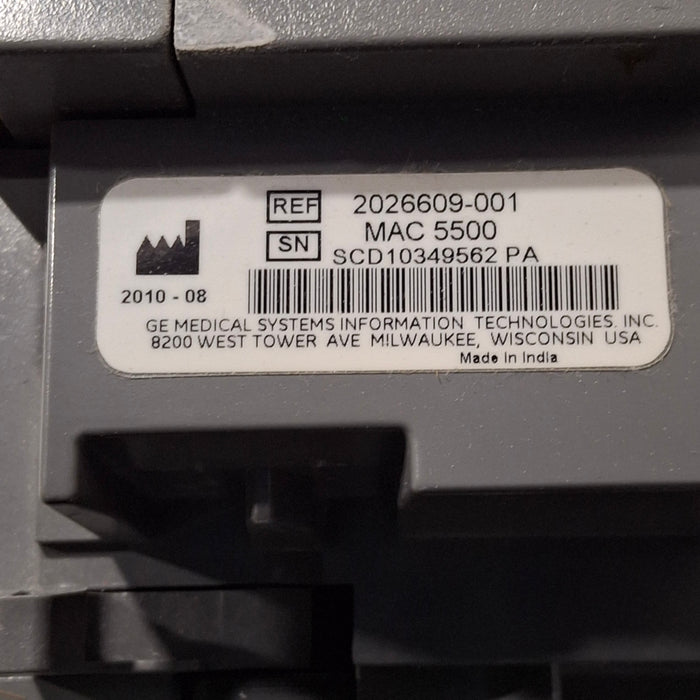 REF 2026609-001
MAC 5500
SN SCD10349562 PA
2010 - 08
GE MEDICAL SYSTEMS INFORMATION TECHNOLOGIES. INC.
8200 WEST TOWER AVE MILWAUKEE, WISCONSIN USA
Made in India